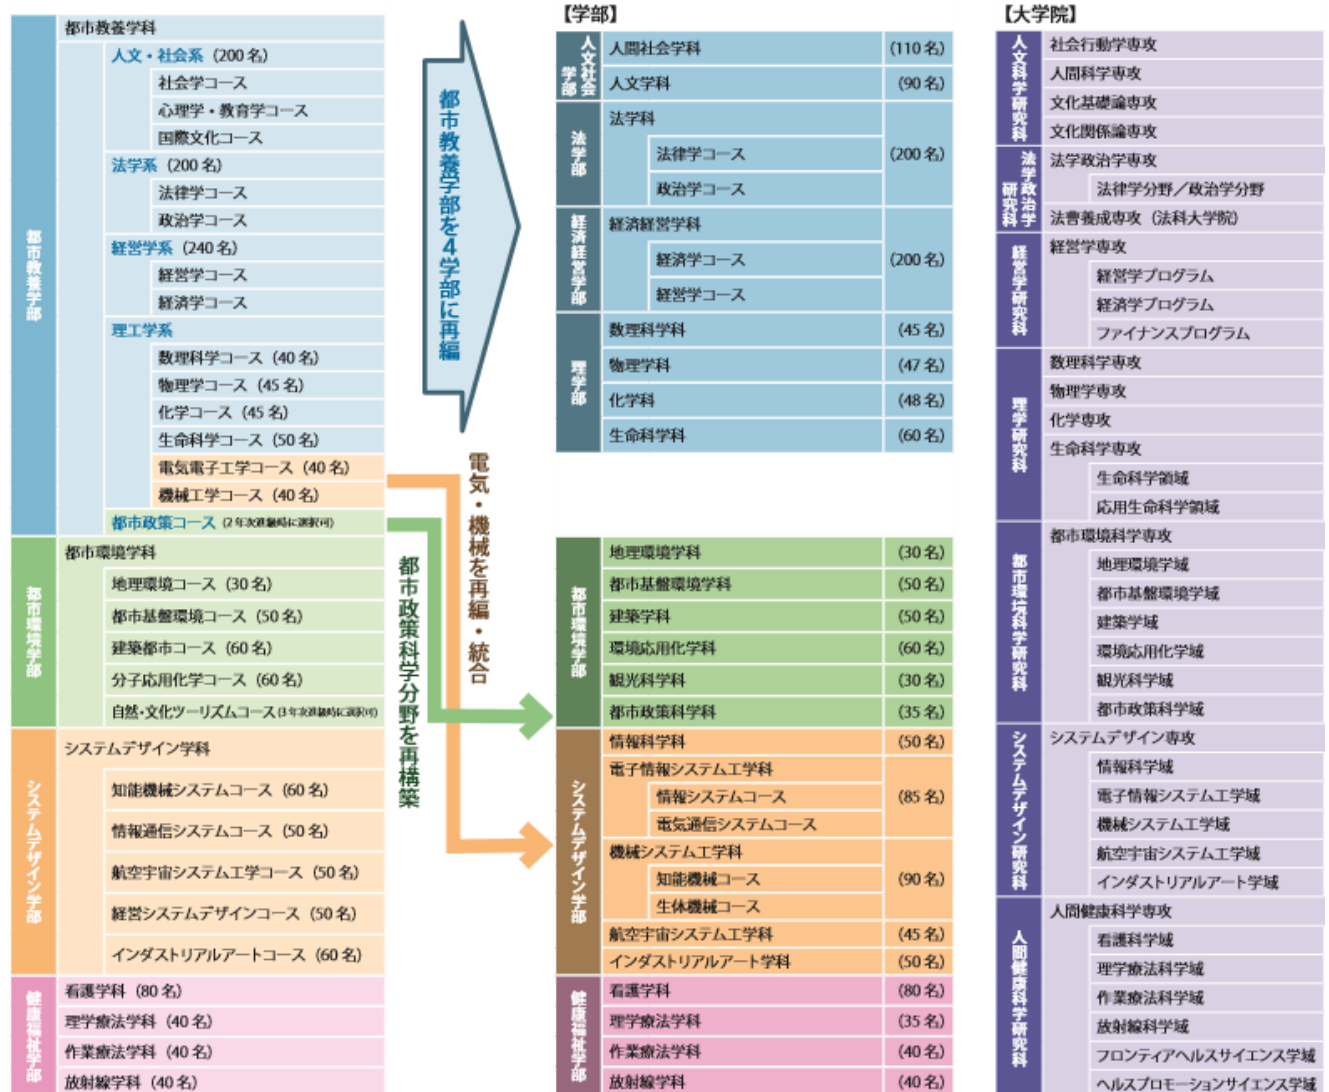 都市教養学部
都市教養学科
人文・社会系（200名）
社会学コース
心理学・教育学コース
国際文化コース
法学系（200名）
法律学コース
政治学コース
経営学系（240名）
経営学コース
経済学コース
理工学系
数理科学コース（40名）
物理学コース（45名）
化学コース（45名）
生命科学コース（50名）
電気電子工学コース（40名）
機械工学コース（40名）
都市政策コース（2年次進級時に選択可）
都市環境学部
都市環境学科
地理環境コース（30名）
都市基盤環境コース（50名）
建築都市コース（60名）
分子応用化学コース（60名）
自然・文化ツーリズムコース（3年次進級時に選択可）
システムデザイン学部
システムデザイン学科
知能機械システムコース（60名）
情報通信システムコース（50名）
航空宇宙システム工学コース（50名）
経営システムデザインコース（50名）
インダストリアルアートコース（60名）
健康福祉学部
看護学科（80名）
理学療法学科（40名）
作業療法学科（40名）
放射線学科（40名）
都市教養学部を4学部に再編
電気・機械を再編・統合
都市政策科学分野を再構築
【学部】
人文社会学部
人間社会学科（110名）
人文学科（90名）
法学部
法学科（200名）
法律学コース
政治学コース
経済経営学部
経済経営学科（200名）
経済学コース
経営学コース
理学部
数理科学科（45名）
物理学科（47名）
化学科（48名）
生命科学科（60名）
都市環境学部
地理環境学科（30名）
都市基盤環境学科（50名）
建築学科（50名）
環境応用化学科（60名）
観光科学科（30名）
都市政策科学科（35名）
システムデザイン学部
情報科学科（50名）
電子情報システム工学科（85名）
情報システムコース
電気通信システムコース
機械システム工学科（90名）
知能機械コース
生体機械コース
航空宇宙システム工学科（45名）
インダストリアルアート学科（50名）
健康福祉学部
看護学科（80名）
理学療法学科（35名）
作業療法学科（40名）
放射線学科（40名）
【大学院】
人文科学研究科
社会行動学専攻
人間科学専攻
文化基礎論専攻
文化関係論専攻
法学政治学研究科
法学政治学専攻
法律学分野／政治学分野
法曹養成専攻（法科大学院）
経営学研究科
経営学専攻
経営学プログラム
経済学プログラム
ファイナンスプログラム
理学研究科
数理科学専攻
物理学専攻
化学専攻
生命科学専攻
生命科学領域
応用生命科学領域
都市環境科学研究科
都市環境科学専攻
地理環境学域
都市基盤環境学域
建築学域
環境応用化学域
観光科学域
都市政策科学域
システムデザイン研究科
システムデザイン専攻
情報科学域
電子情報システム工学域
機械システム工学域
航空宇宙システム工学域
インダストリアルアート学域
人間健康科学研究科
人間健康科学専攻
看護科学域
理学療法科学域
作業療法科学域
放射線科学域
フロンティアヘルスサイエンス学域
ヘルスプロモーションサイエンス学域